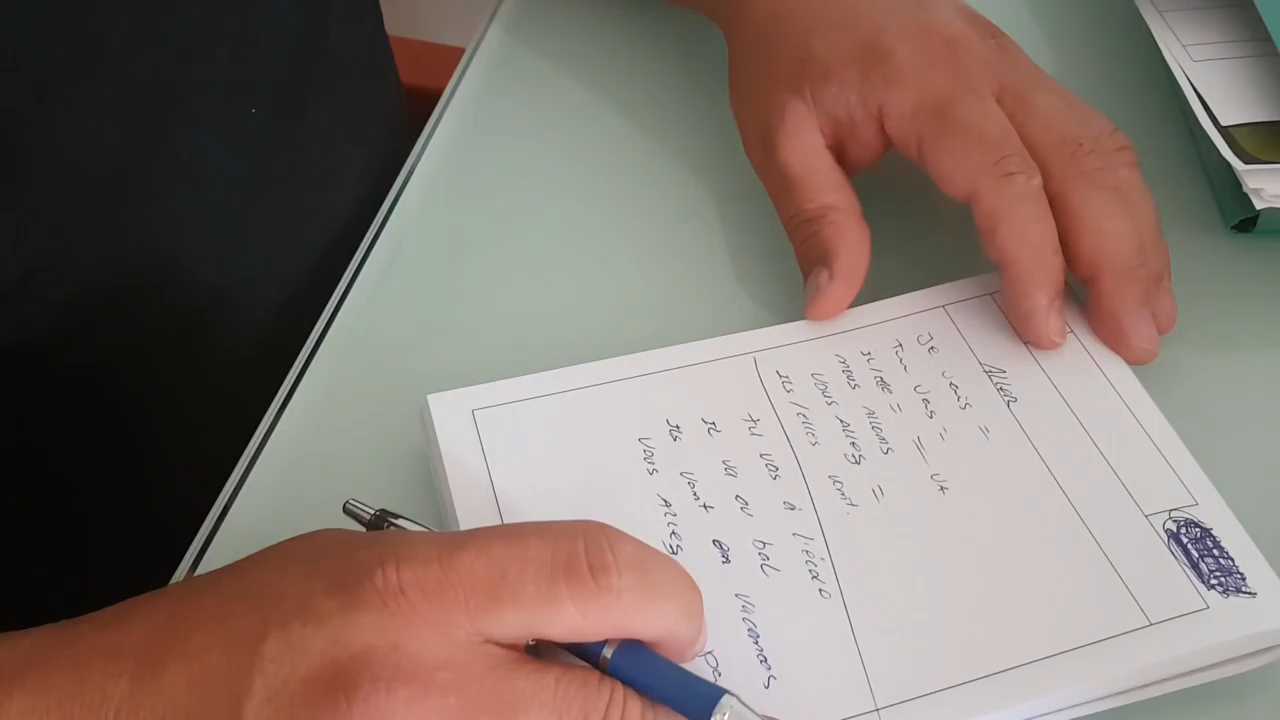 ALLER
Je vais =
Tu vas =
IL/elle = = VA
nous ALLons
Vous ALLez =
ILs/elles vont.
tu vas à l'école
IL va au bal
ILs vont en vacances
Vous ALLez